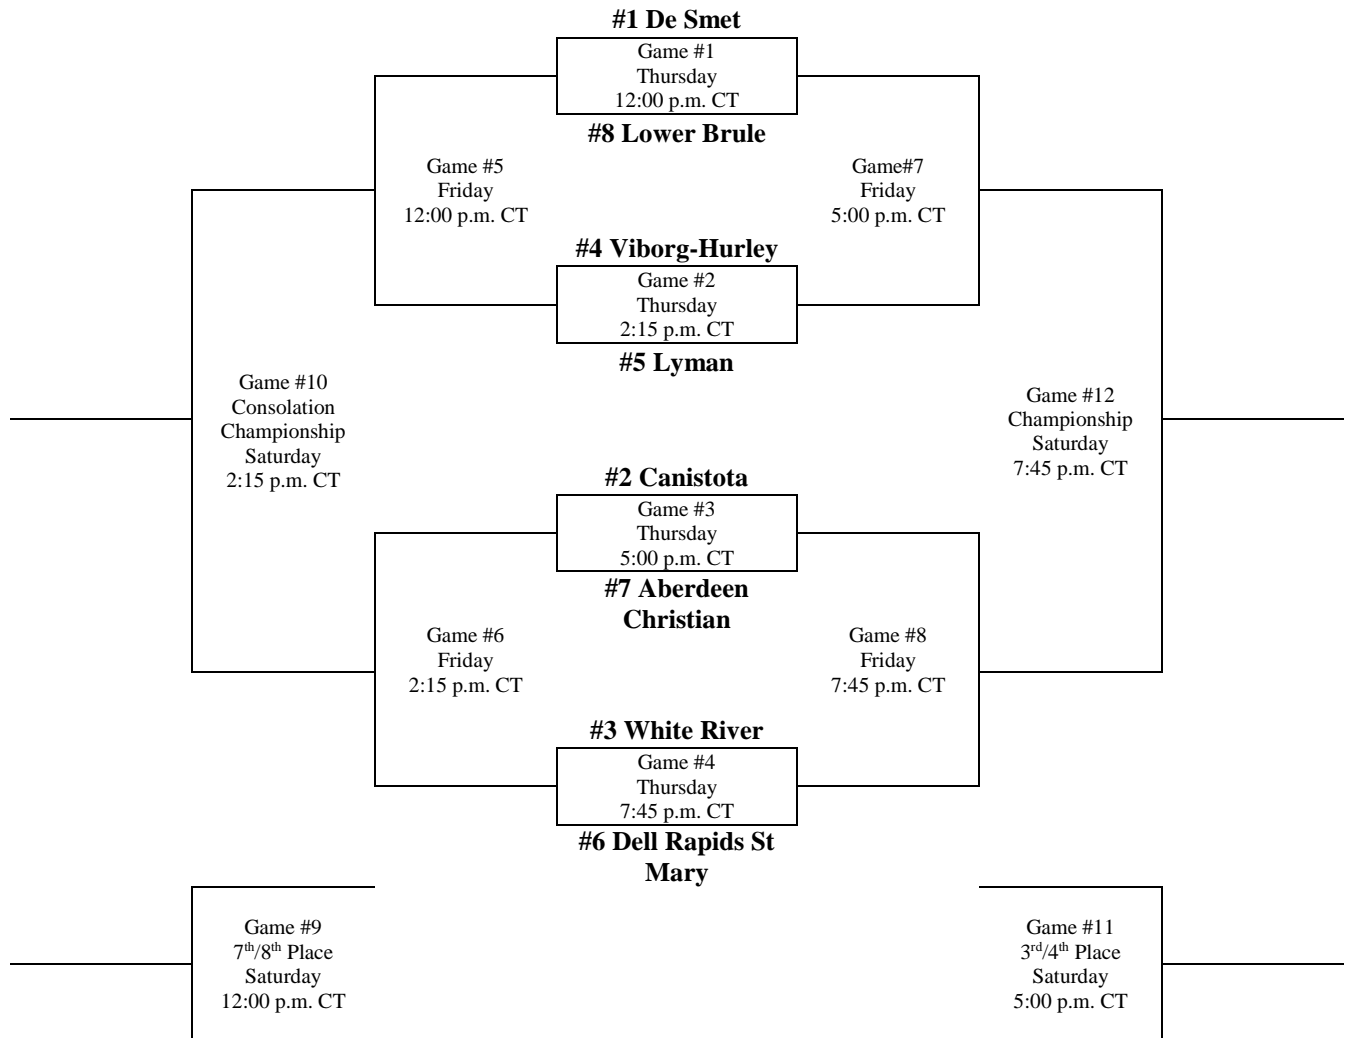 #1 De Smet
Game #1
Thursday
12:00 p.m. CT
#8 Lower Brule
Game #5
Friday
12:00 p.m. CT
Game#7
Friday
5:00 p.m. CT
#4 Viborg-Hurley
Game #2
Thursday
2:15 p.m. CT
#5 Lyman
Game #10
Consolation
Championship
Saturday
2:15 p.m. CT
Game #12
Championship
Saturday
7:45 p.m. CT
#2 Canistota
Game #3
Thursday
5:00 p.m. CT
#7 Aberdeen
Christian
Game #6
Friday
2:15 p.m. CT
Game #8
Friday
7:45 p.m. CT
#3 White River
Game #4
Thursday
7:45 p.m. CT
#6 Dell Rapids St
Mary
Game #9
7th/8th Place
Saturday
12:00 p.m. CT
Game #11
3rd/4th Place
Saturday
5:00 p.m. CT